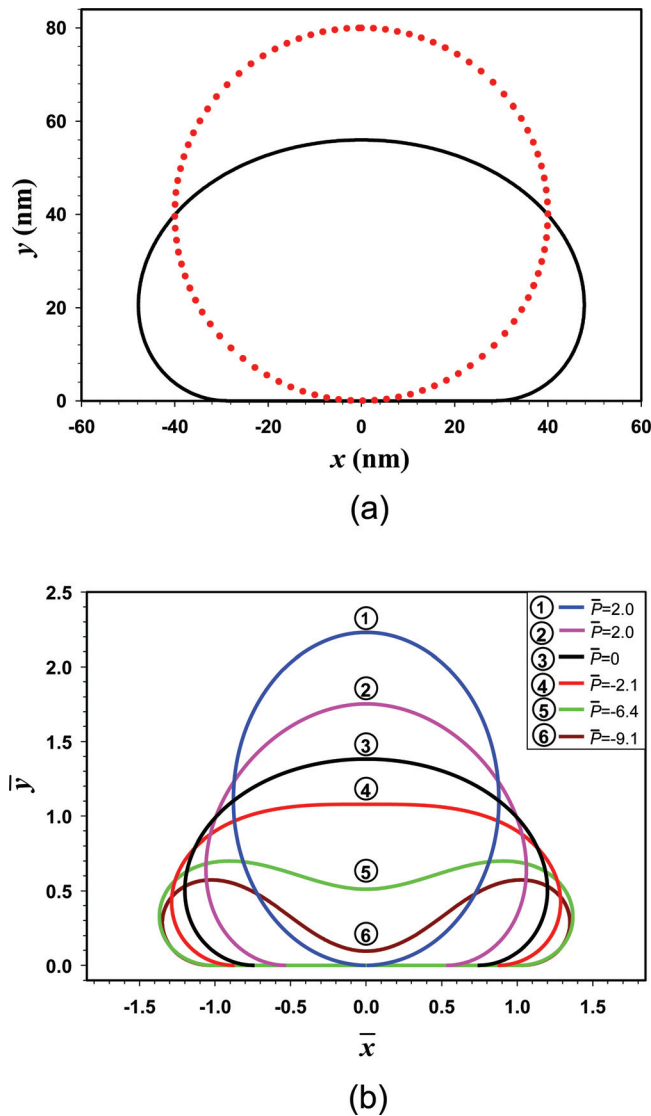 80
60
40
20
0
y (nm)
-60 -40 -20 0 20 40 60
x (nm)
(a)
2.5
2.0
1.5
1.0
0.5
0.0
y̅
① P̅=2.0
② P̅=2.0
③ P̅=0
④ P̅=-2.1
⑤ P̅=-6.4
⑥ P̅=-9.1
①
②
③
④
⑤
⑥
-1.5 -1.0 -0.5 0.0 0.5 1.0 1.5
x̅
(b)